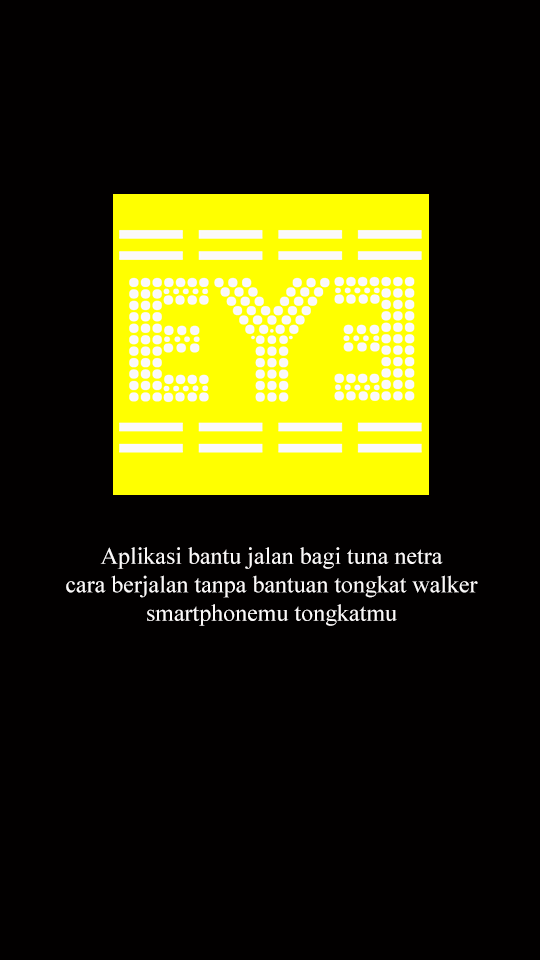 EYE
Aplikasi bantu jalan bagi tuna netra
cara berjalan tanpa bantuan tongkat walker
smartphonemu tongkatmu